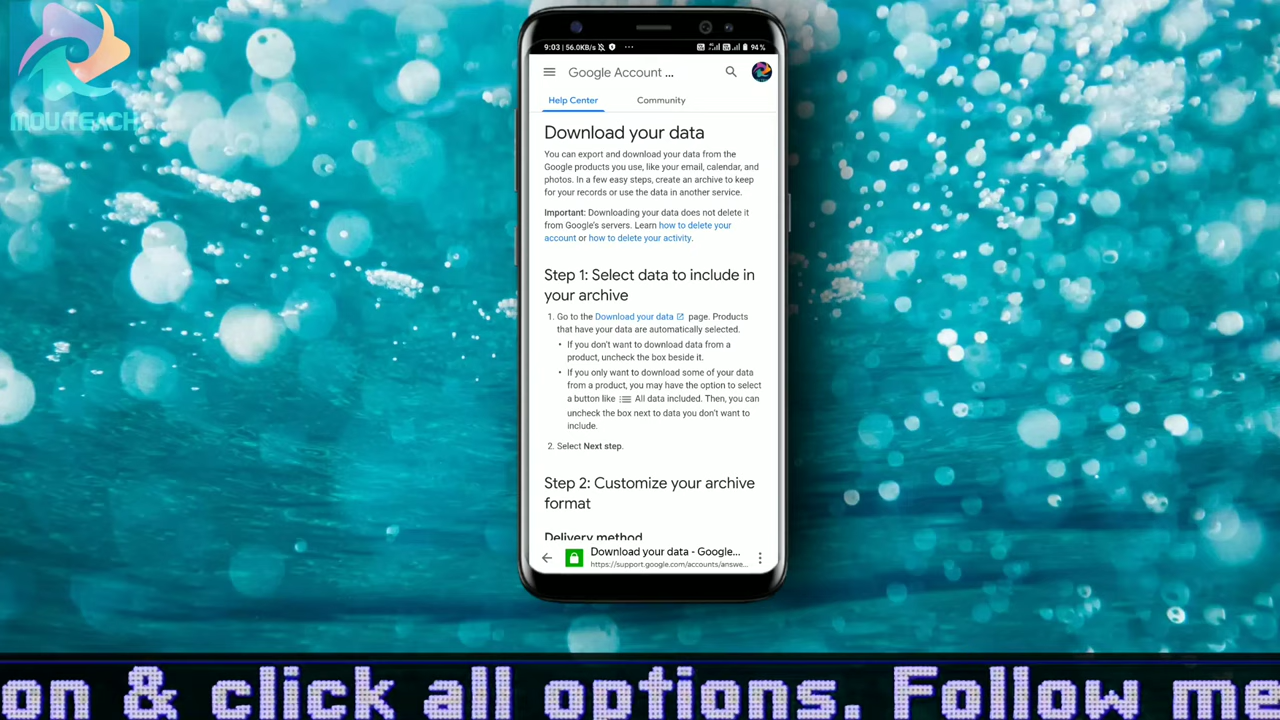 9:03 | 56.0KB/s ... 94%
Google Account ...
Help Center Community
Download your data
You can export and download your data from the
Google products you use, like your email, calendar, and
photos. In a few easy steps, create an archive to keep
for your records or use the data in another service.
Important: Downloading your data does not delete it
from Google's servers. Learn how to delete your
account or how to delete your activity.
Step 1: Select data to include in
your archive
1. Go to the Download your data page. Products
that have your data are automatically selected.
• If you don't want to download data from a
product, uncheck the box beside it.
• If you only want to download some of your data
from a product, you may have the option to select
a button like All data included. Then, you can
uncheck the box next to data you don't want to
include.
2. Select Next step.
Step 2: Customize your archive
format
Delivery method
Download your data - Google...
https://support.google.com/accounts/answe...
on & click all options. Follow me